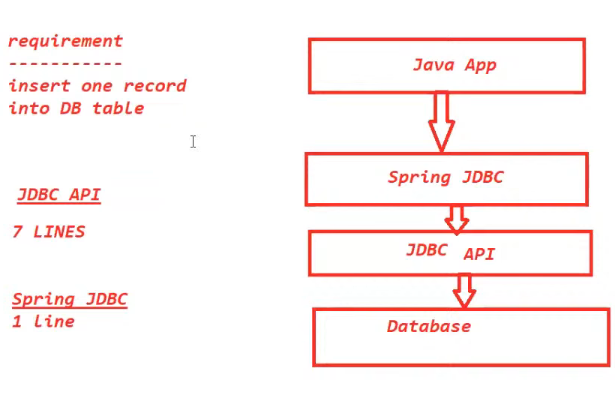 requirement
-----------
insert one record
into DB table
JDBC API
7 LINES
Spring JDBC
1 line
Java App
Spring JDBC
JDBC API
Database